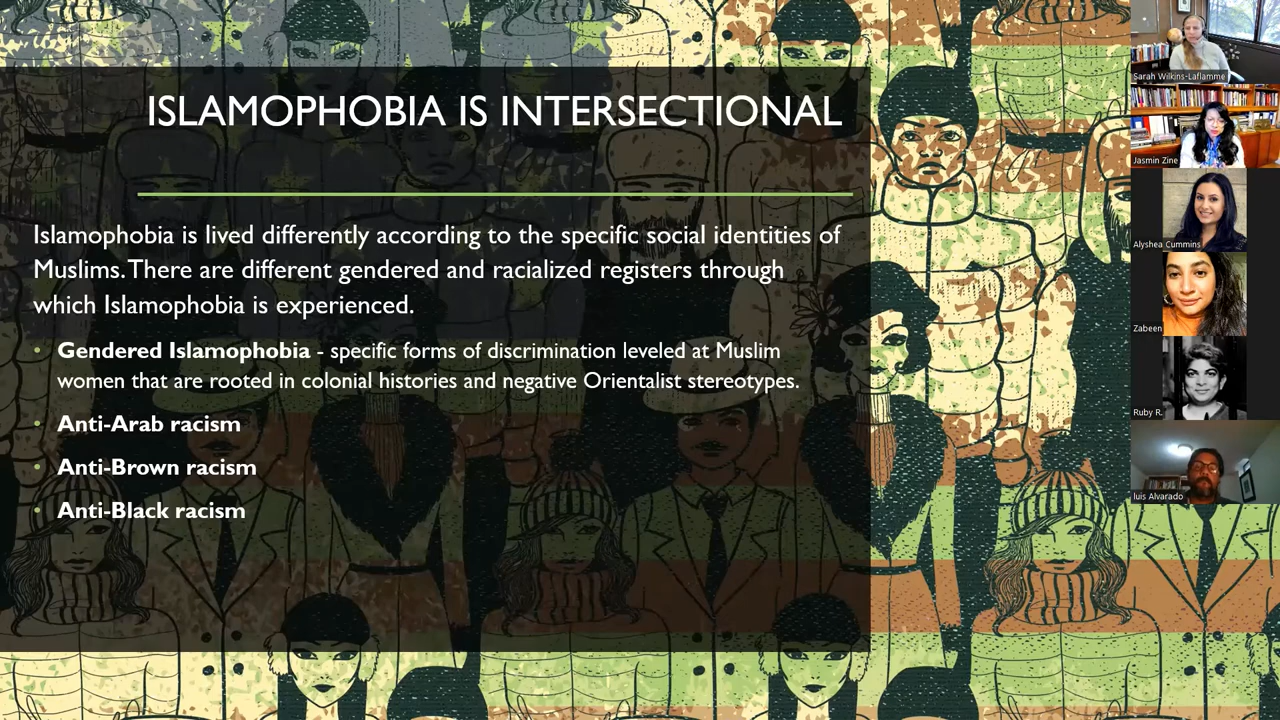 ISLAMOPHOBIA IS INTERSECTIONAL
Islamophobia is lived differently according to the specific social identities of
Muslims. There are different gendered and racialized registers through
which Islamophobia is experienced.
• Gendered Islamophobia - specific forms of discrimination leveled at Muslim
women that are rooted in colonial histories and negative Orientalist stereotypes.
• Anti-Arab racism
• Anti-Brown racism
• Anti-Black racism
Sarah Wilkins-Laflamme
Jasmin Zine
Alyshea Cummins
Zabeen
Ruby R.
luis Alvarado